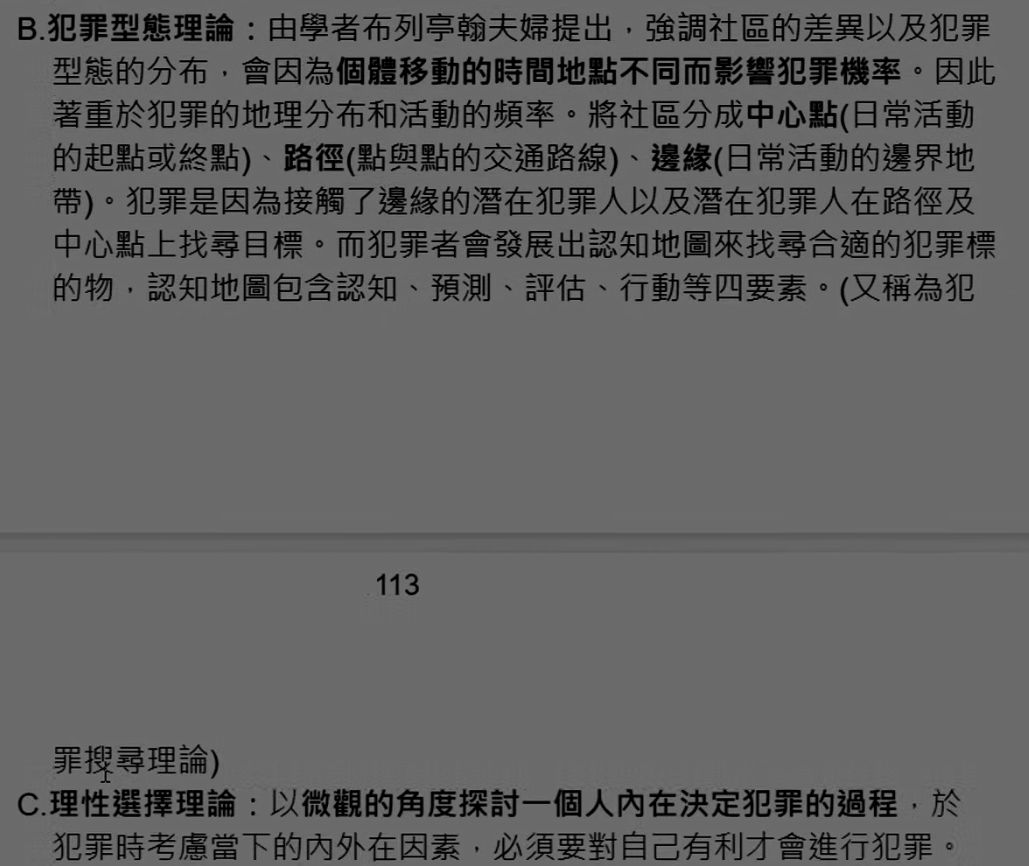 B.犯罪型態理論：由學者布列亭翰夫婦提出，強調社區的差異以及犯罪
型態的分布，會因為個體移動的時間地點不同而影響犯罪機率。因此
著重於犯罪的地理分布和活動的頻率。將社區分成中心點(日常活動
的起點或終點)、路徑(點與點的交通路線)、邊緣(日常活動的邊界地
帶)。犯罪是因為接觸了邊緣的潛在犯罪人以及潛在犯罪人在路徑及
中心點上找尋目標。而犯罪者會發展出認知地圖來找尋合適的犯罪標
的物，認知地圖包含認知、預測、評估、行動等四要素。(又稱為犯
113
罪搜尋理論)
C.理性選擇理論：以微觀的角度探討一個人內在決定犯罪的過程，於
犯罪時考慮當下的內外在因素，必須要對自己有利才會進行犯罪。